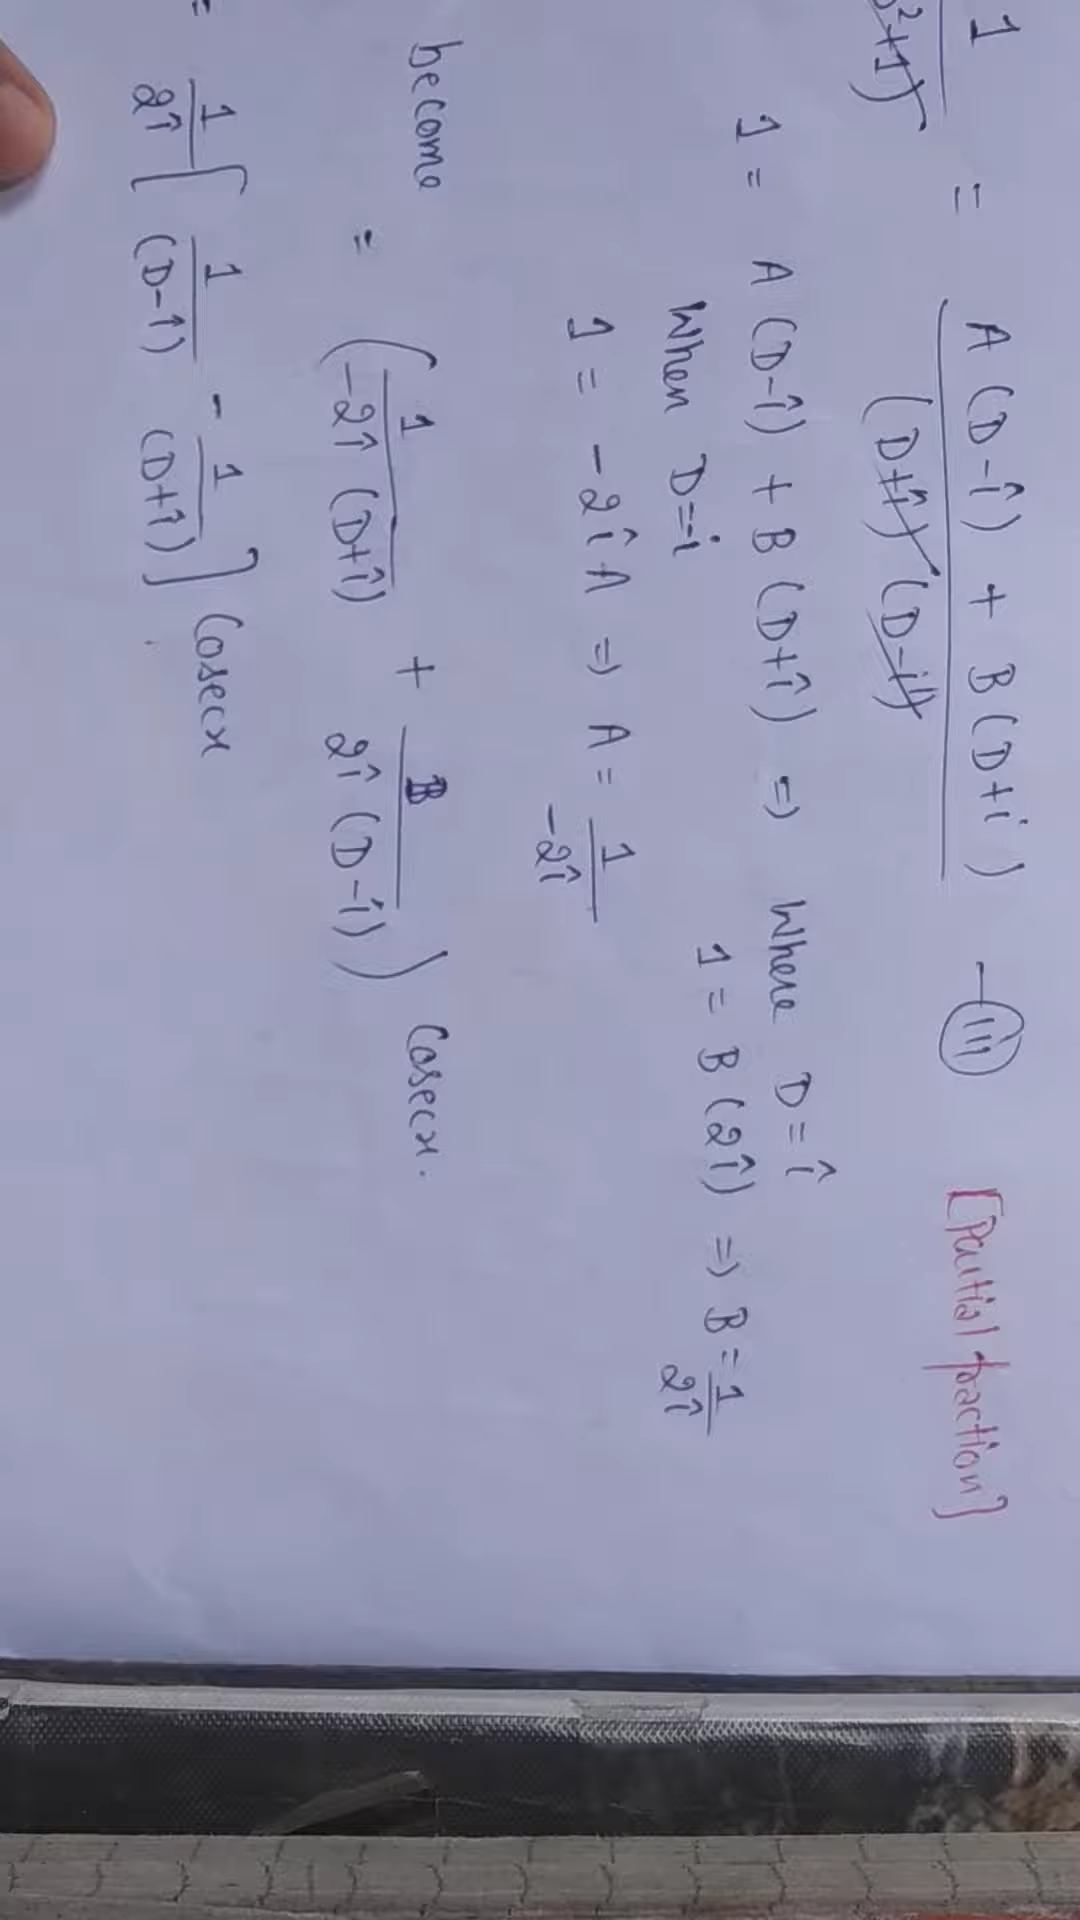 1/(D²+1) = (A (D-î) + B (D+i))/((D+î) (D-i)) — (iii) [Partial fraction]
1 = A (D-î) + B (D+î) ⇒ Where D = î
When D=-i 1 = B (2î) ⇒ B = 1/2î
1 = -2î A ⇒ A = 1/-2î
become
= (1/-2î (D+î) + B/2î (D-î)) Cosecx.
= 1/2î [1/(D-î) - 1/(D+î)] Cosecx